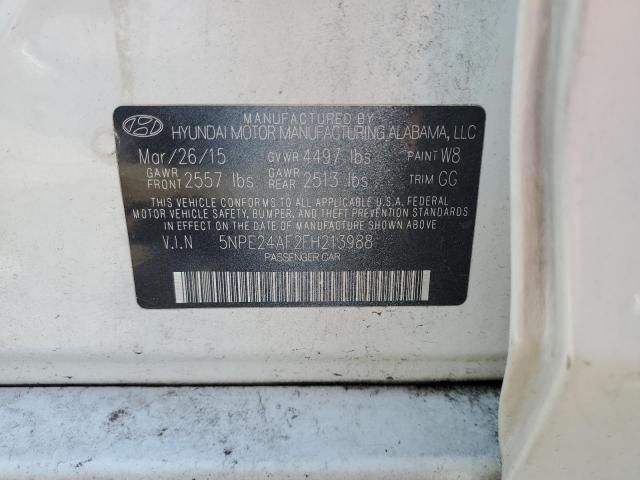 MANUFACTURED BY
HYUNDAI MOTOR MANUFACTURING ALABAMA, LLC
Mar/26/15 GVWR 4497 lbs PAINT W8
GAWR FRONT 2557 lbs GAWR REAR 2513 lbs TRIM GG
THIS VEHICLE CONFORMS TO ALL APPLICABLE U.S.A. FEDERAL
MOTOR VEHICLE SAFETY, BUMPER, AND THEFT PREVENTION STANDARDS
IN EFFECT ON THE DATE OF MANUFACTURE SHOWN ABOVE.
V.I.N 5NPE24AF2FH213988
PASSENGER CAR